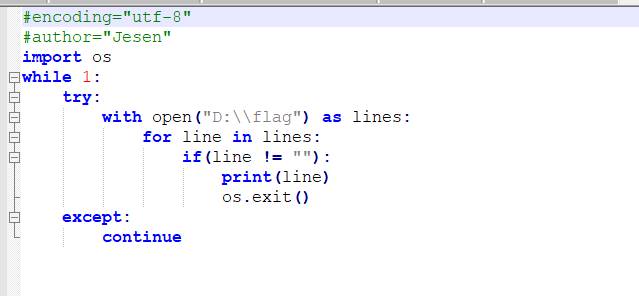 #encoding="utf-8"
#author="Jesen"
import os
while 1:
    try:
        with open("D:\\flag") as lines:
            for line in lines:
                if(line != ""):
                    print(line)
                    os.exit()
    except:
        continue